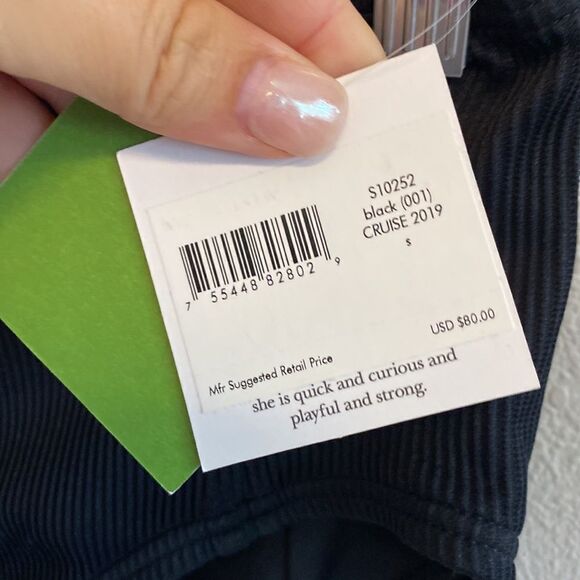 S10252
black (001)
CRUISE 2019
s
7 55448 82802 9
USD $80.00
Mfr Suggested Retail Price
she is quick and curious and
playful and strong.